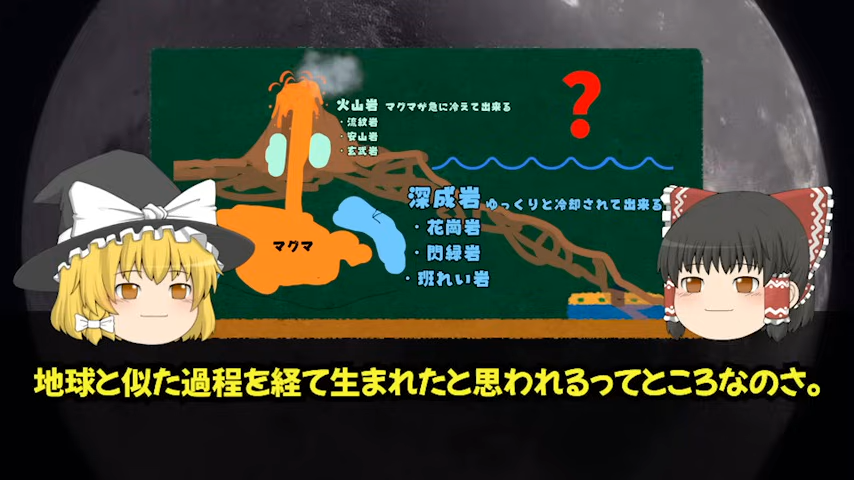 火山岩 マグマが急に冷えて出来る
・流紋岩
・安山岩
・玄武岩
?
深成岩 ゆっくりと冷却されて出来る
・花崗岩
・閃緑岩
・班れい岩
マグマ
地球と似た過程を経て生まれたと思われるってところなのさ。